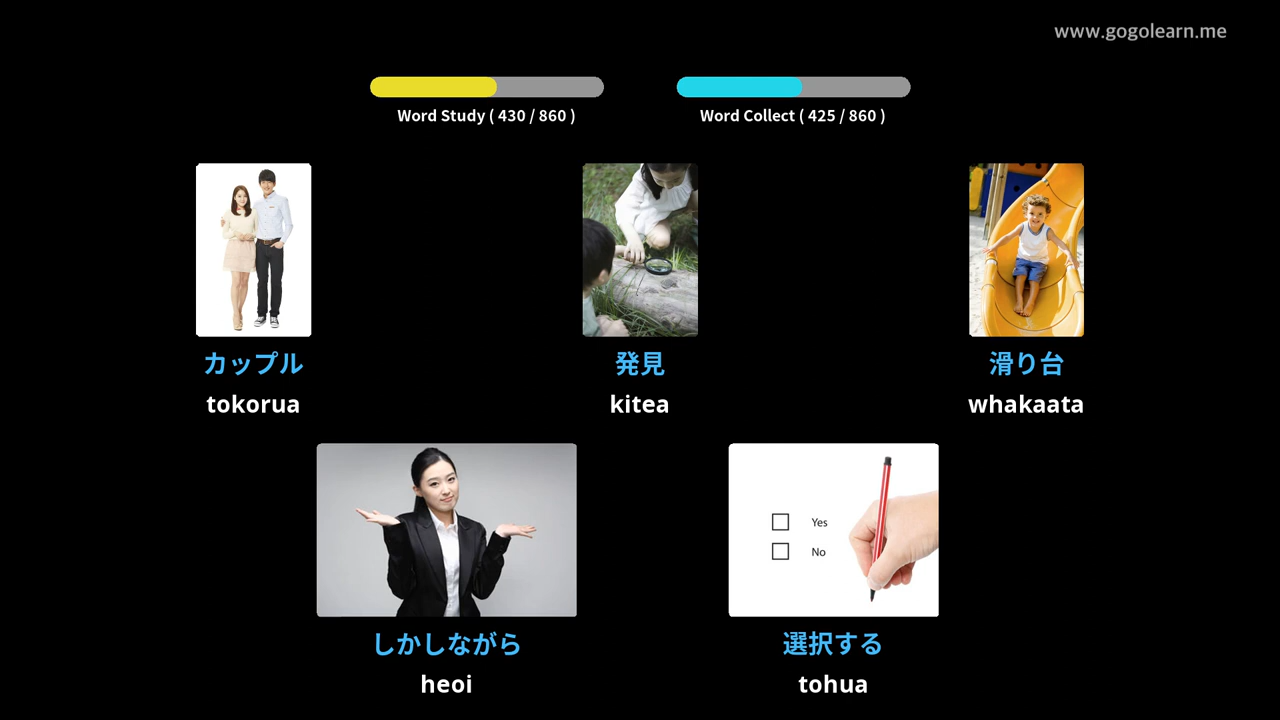 www.gogolearn.me
Word Study ( 430 / 860 )
Word Collect ( 425 / 860 )
カップル
発見
滑り台
tokorua
kitea
whakaata
Yes
No
しかしながら
選択する
heoi
tohua